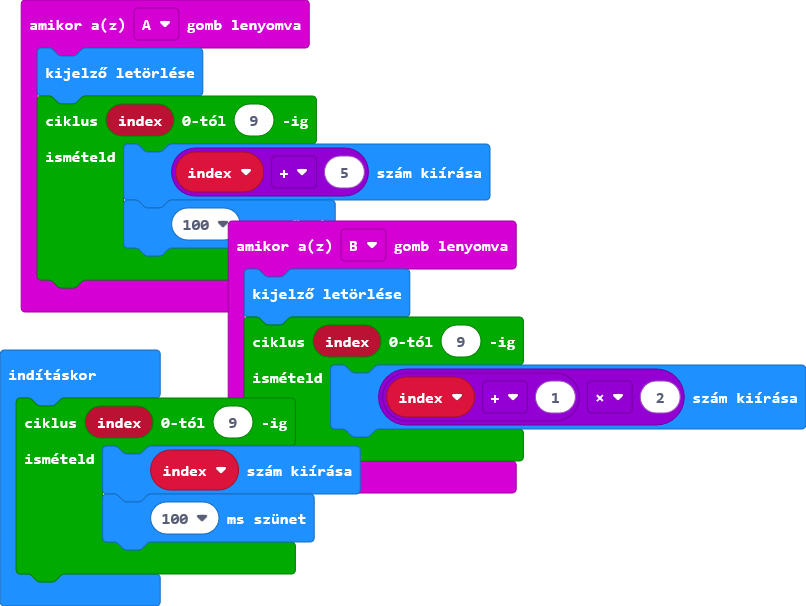 amikor a(z) A gomb lenyomva
kijelző letörlése
ciklus index 0-tól 9 -ig
ismételd index + 5 szám kiírása
100
amikor a(z) B gomb lenyomva
kijelző letörlése
ciklus index 0-tól 9 -ig
ismételd index + 1 × 2 szám kiírása
indításkor
ciklus index 0-tól 9 -ig
ismételd index szám kiírása
100 ms szünet